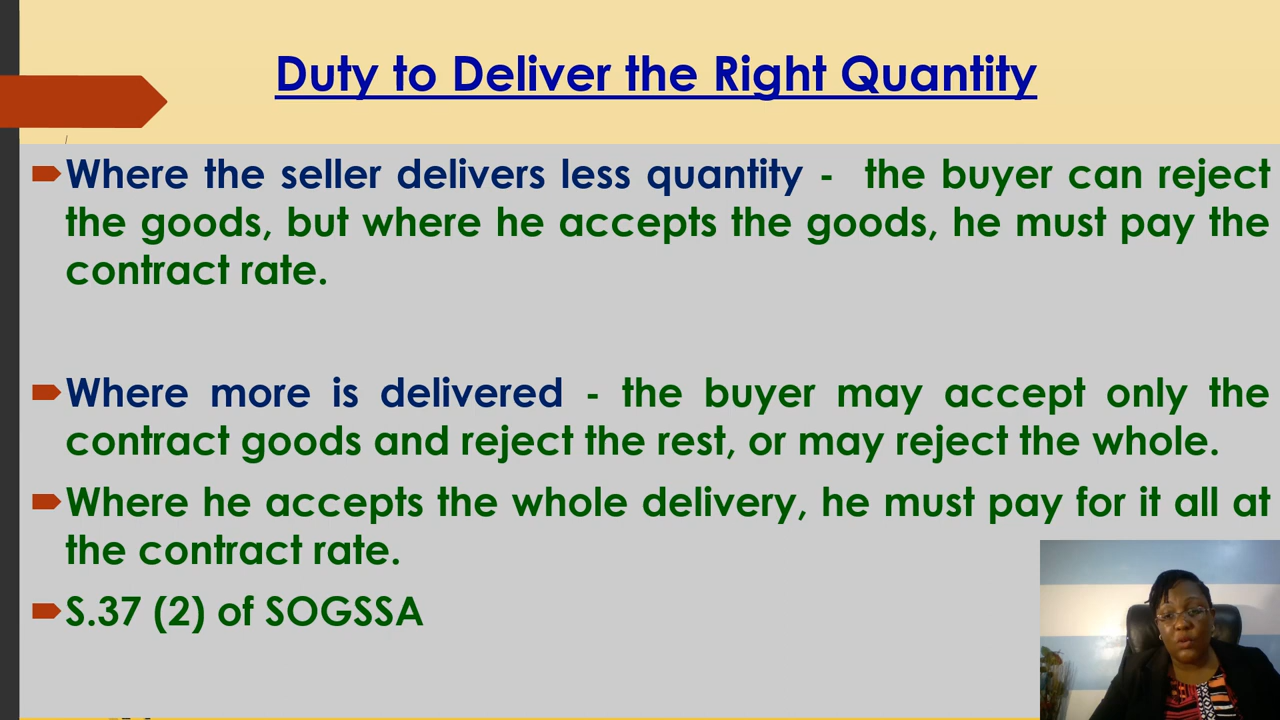 Duty to Deliver the Right Quantity
Where the seller delivers less quantity - the buyer can reject
the goods, but where he accepts the goods, he must pay the
contract rate.
Where more is delivered - the buyer may accept only the
contract goods and reject the rest, or may reject the whole.
Where he accepts the whole delivery, he must pay for it all at
the contract rate.
S.37 (2) of SOGSSA